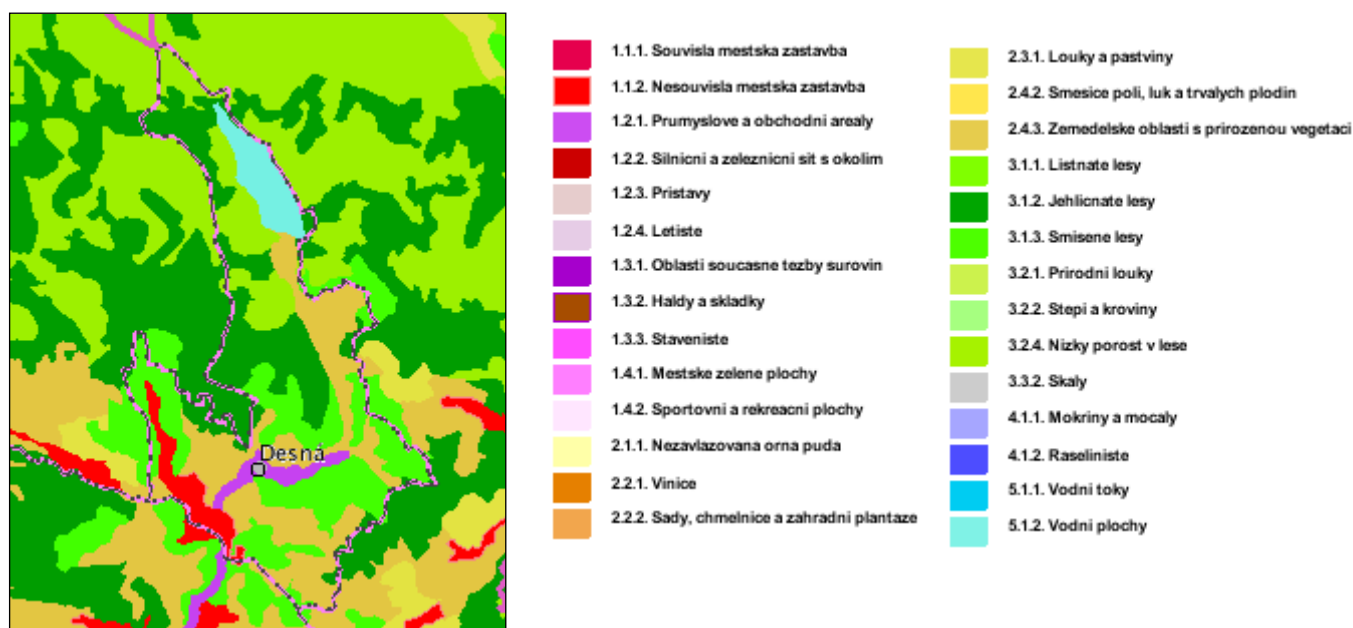 Desná
1.1.1. Souvisla mestska zastavba
1.1.2. Nesouvisla mestska zastavba
1.2.1. Prumyslove a obchodni arealy
1.2.2. Silnicni a zeleznicni sit s okolim
1.2.3. Pristavy
1.2.4. Letiste
1.3.1. Oblasti soucasne tezby surovin
1.3.2. Haldy a skladky
1.3.3. Staveniste
1.4.1. Mestske zelene plochy
1.4.2. Sportovni a rekreacni plochy
2.1.1. Nezavlazovana orna puda
2.2.1. Vinice
2.2.2. Sady, chmelnice a zahradni plantaze
2.3.1. Louky a pastviny
2.4.2. Smesice poli, luk a trvalych plodin
2.4.3. Zemedelske oblasti s prirozenou vegetaci
3.1.1. Listnate lesy
3.1.2. Jehlicnate lesy
3.1.3. Smisene lesy
3.2.1. Prirodni louky
3.2.2. Stepi a kroviny
3.2.4. Nizky porost v lese
3.3.2. Skaly
4.1.1. Mokriny a mocaly
4.1.2. Raseliniste
5.1.1. Vodni toky
5.1.2. Vodni plochy